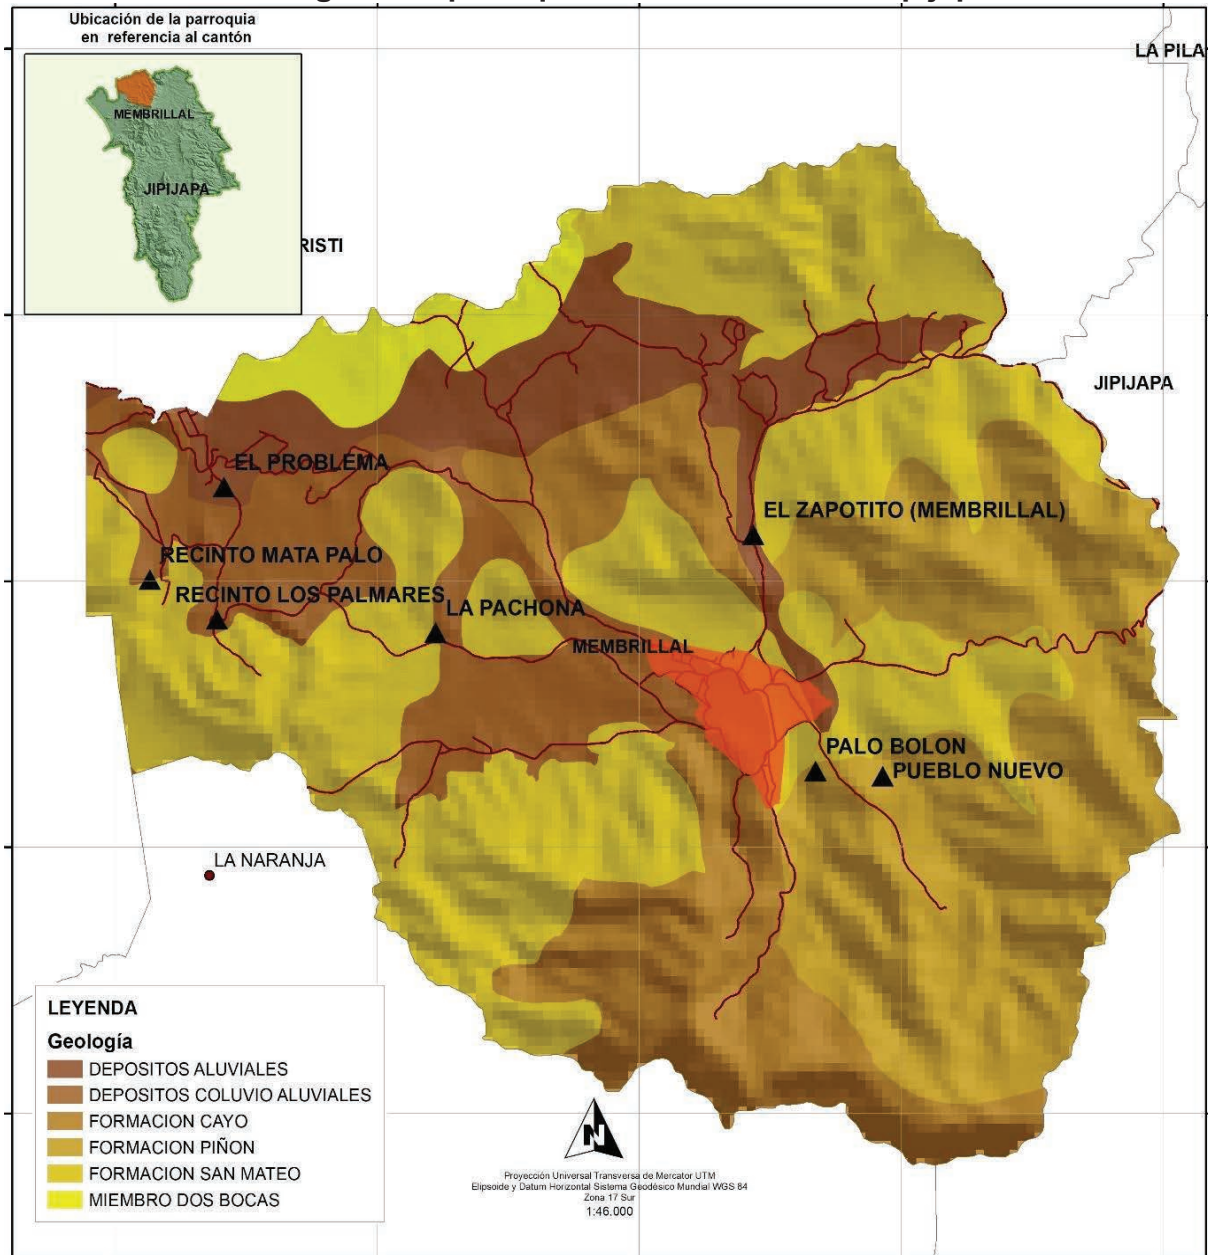 Ubicación de la parroquia
en referencia al cantón
MEMBRILLAL
JIPIJAPA
LA PILA
RISTI
JIPIJAPA
EL PROBLEMA
EL ZAPOTITO (MEMBRILLAL)
RECINTO MATA PALO
RECINTO LOS PALMARES
LA PACHONA
MEMBRILLAL
PALO BOLON
PUEBLO NUEVO
LA NARANJA
LEYENDA
Geología
DEPOSITOS ALUVIALES
DEPOSITOS COLUVIO ALUVIALES
FORMACION CAYO
FORMACION PIÑON
FORMACION SAN MATEO
MIEMBRO DOS BOCAS
N
Proyección Universal Transversa de Mercator UTM
Elipsoide y Datum Horizontal Sistema Geodésico Mundial WGS 84
Zona 17 Sur
1:46.000